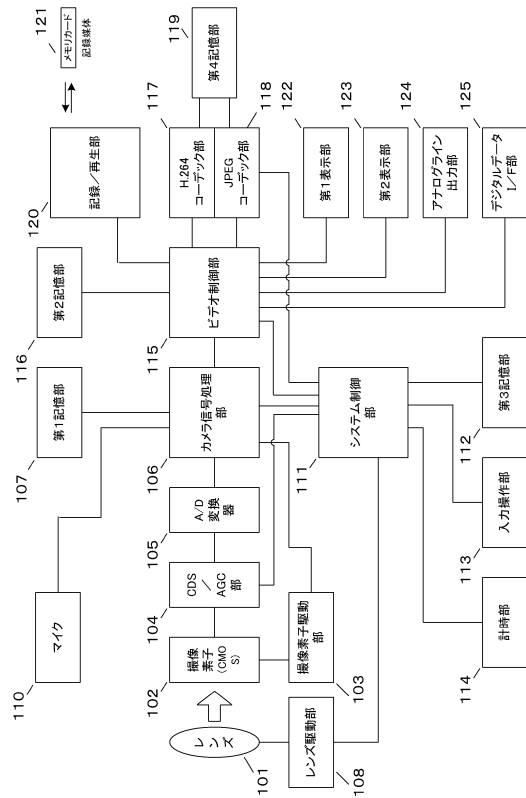 121
メモリカード
記録媒体
120
記録／再生部
119
第4記憶部
117
H.264
コーデック部
JPEG
コーデック部
118
116
第2記憶部
115
ビデオ制御部
122
第1表示部
123
第2表示部
124
アナログライン
出力部
125
デジタルデータ
I／F部
107
第1記憶部
106
カメラ信号処理
部
111
システム制御
部
112
第3記憶部
110
マイク
105
A/D
変換
器
104
CDS
／
AGC
部
102
撮像
素子
(CMO
S)
103
撮像素子駆動
部
113
入力操作部
114
計時部
101
レンズ
108
レンズ駆動部